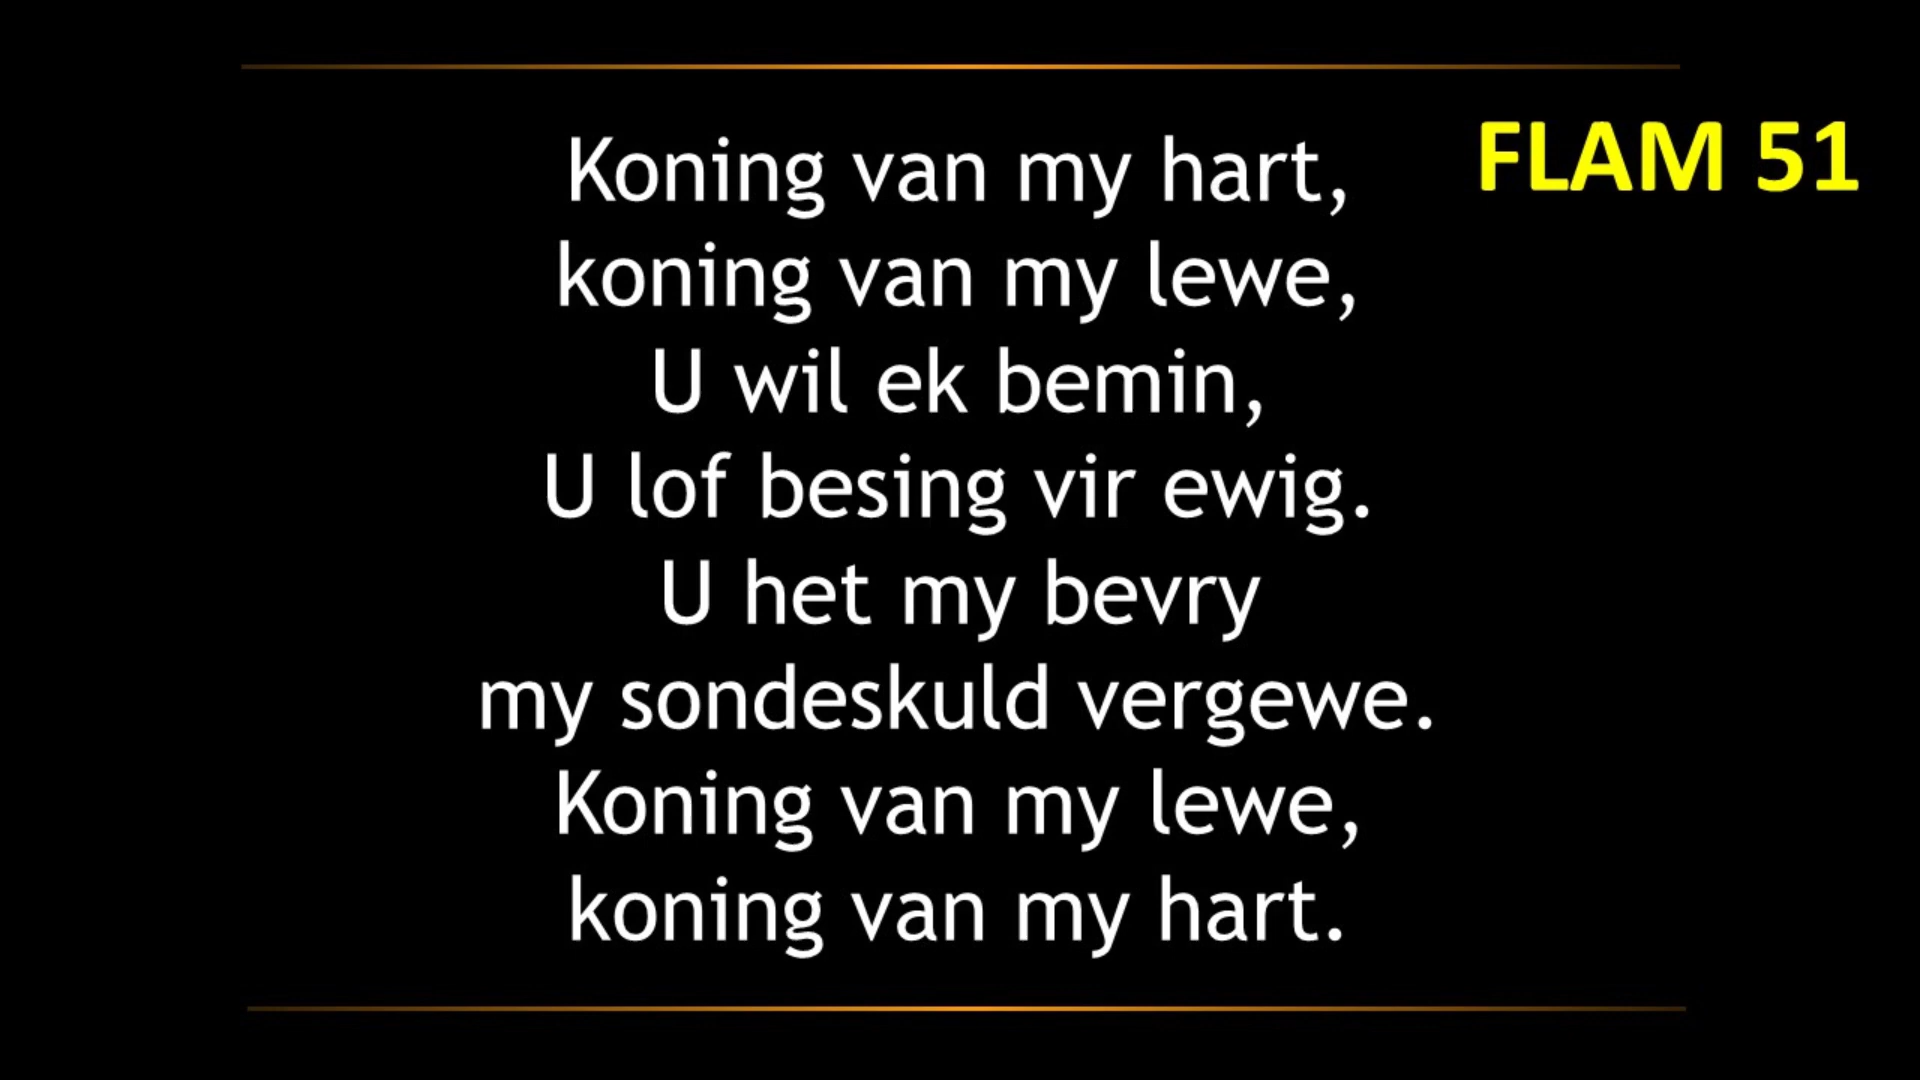 FLAM 51
Koning van my hart,
koning van my lewe,
U wil ek bemin,
U lof besing vir ewig.
U het my bevry
my sondeskuld vergewe.
Koning van my lewe,
koning van my hart.